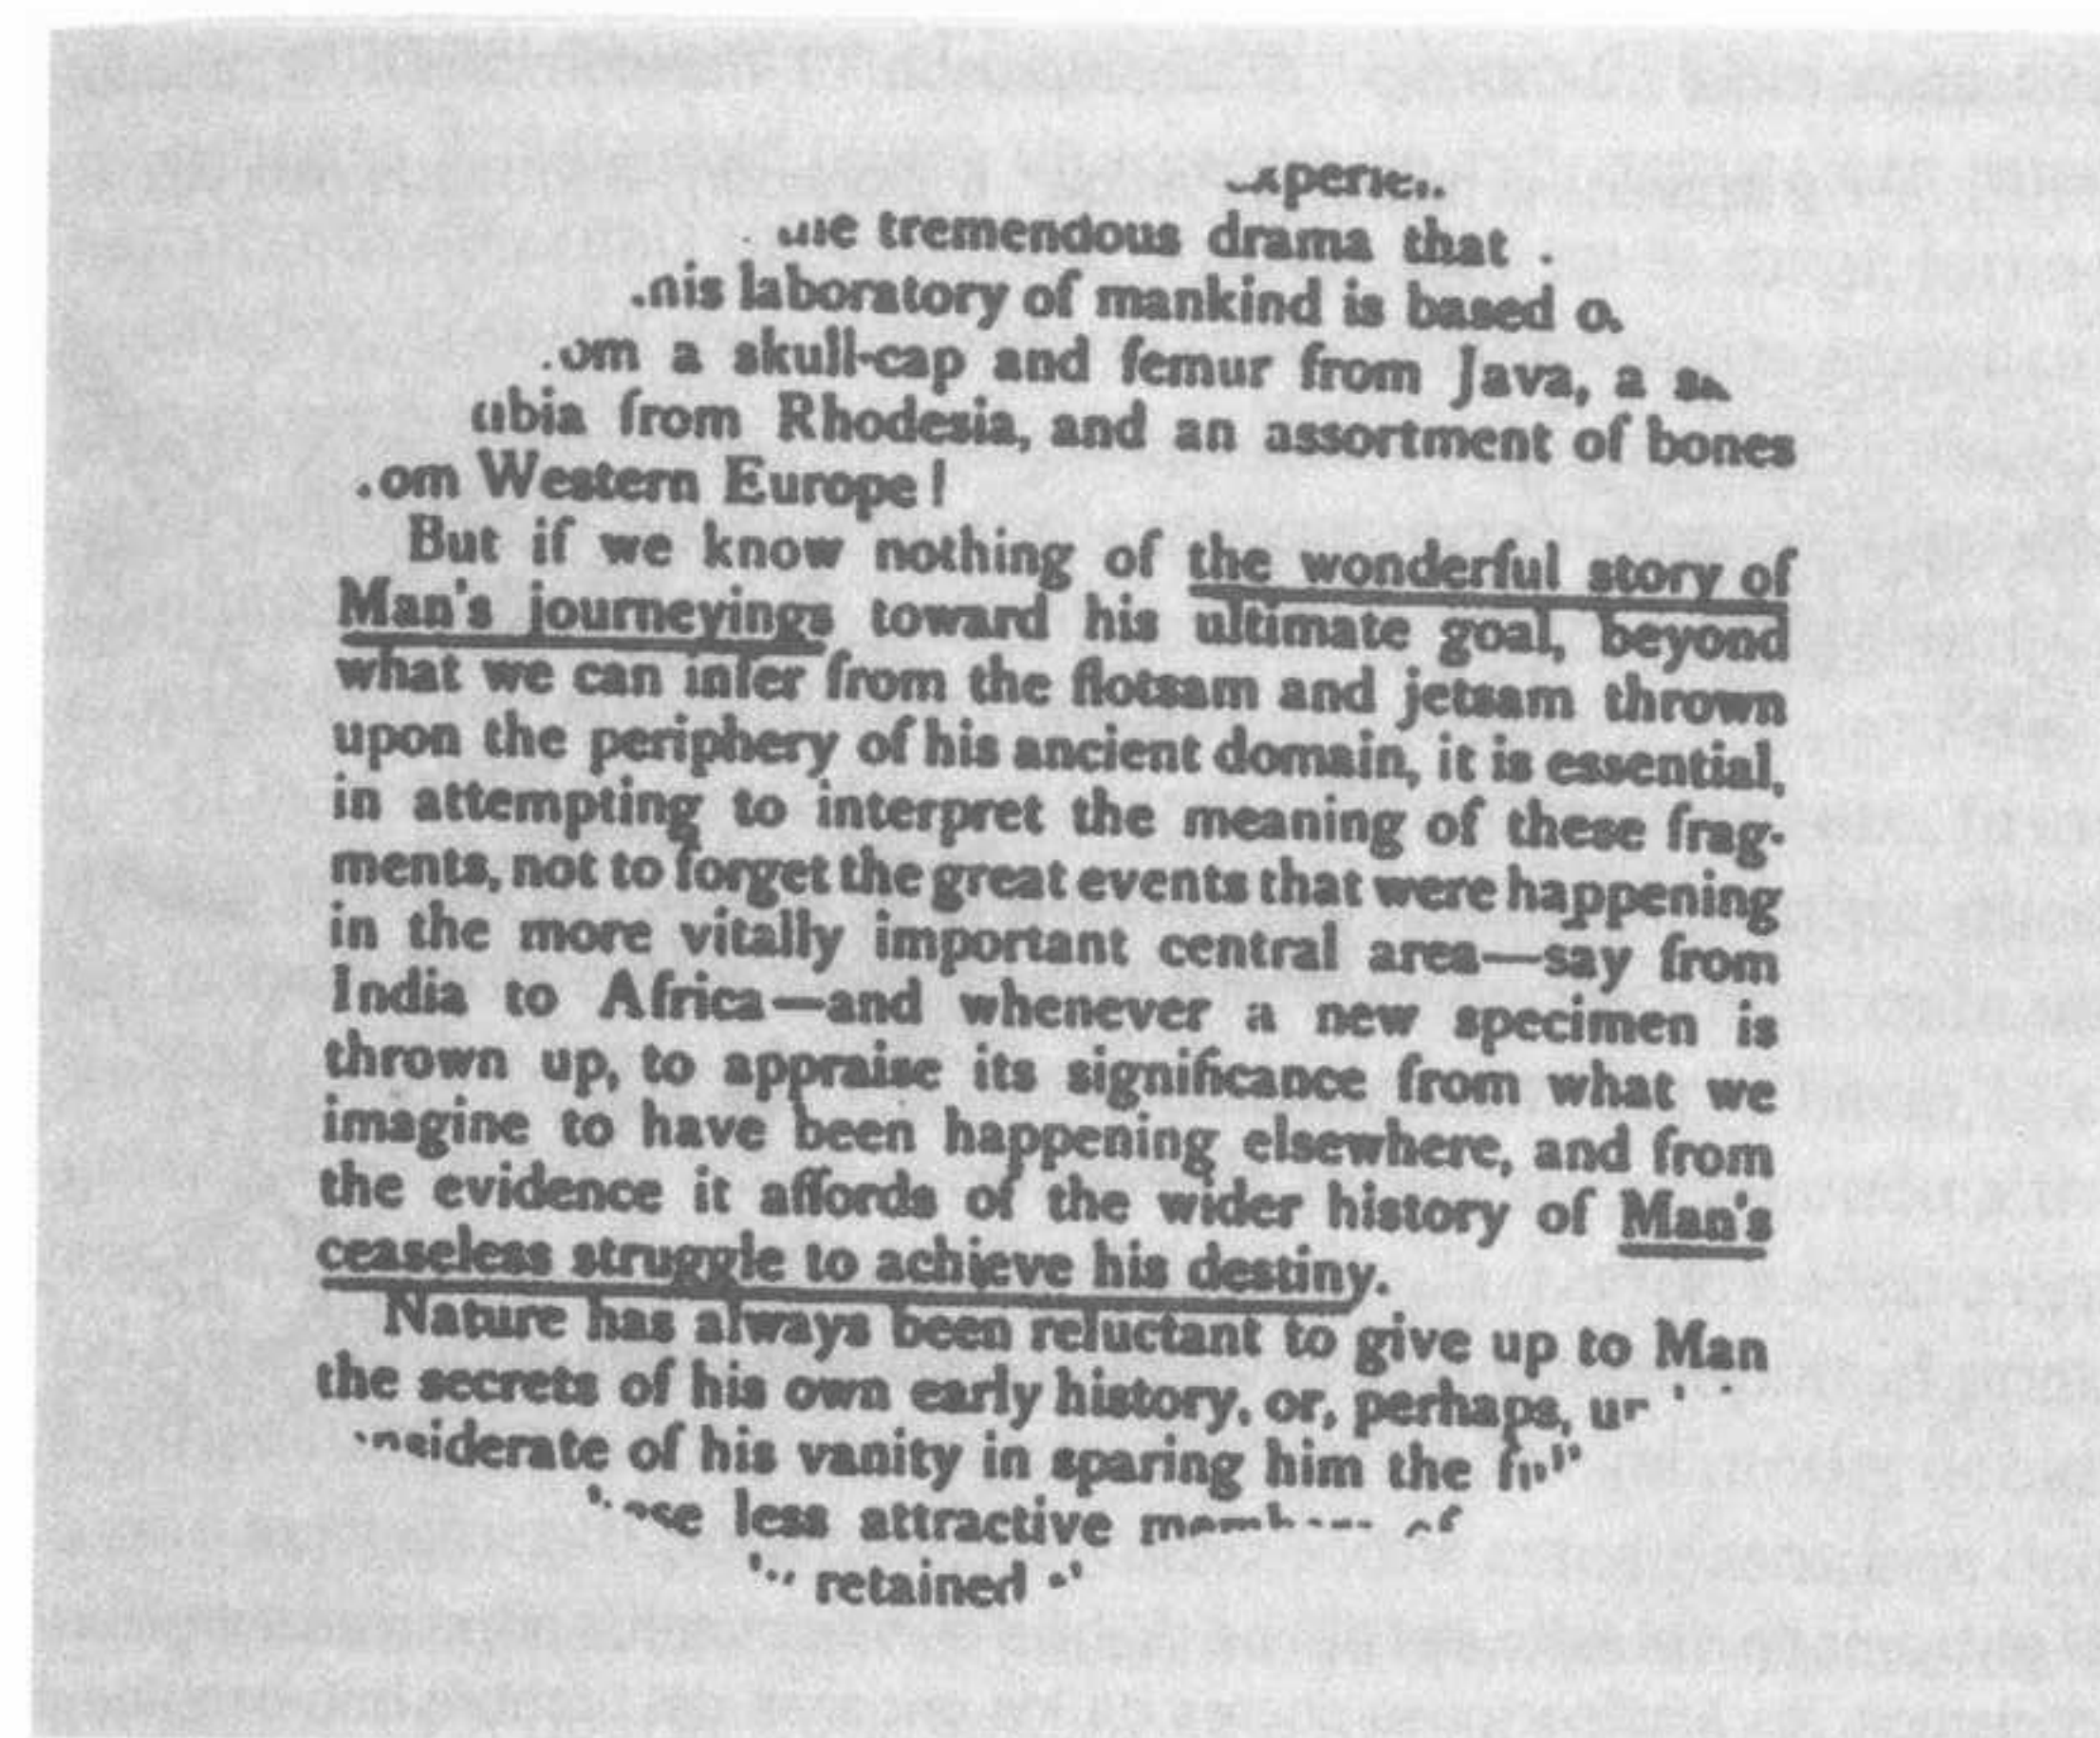 tremendous drama that
laboratory of mankind is based
a skull-cap and femur from Java, a
from Rhodesia, and an assortment of bones
Western Europe!
But if we know nothing of the wonderful story of
Man's journeyings toward his ultimate goal, beyond
what we can infer from the flotsam and jetsam thrown
upon the periphery of his ancient domain, it is essential,
in attempting to interpret the meaning of these frag-
ments, not to forget the great events that were happening
in the more vitally important central area—say from
India to Africa—and whenever a new specimen is
thrown up, to appraise its significance from what we
imagine to have been happening elsewhere, and from
the evidence it affords of the wider history of Man's
ceaseless struggle to achieve his destiny.
Nature has always been reluctant to give up to Man
the secrets of his own early history, or, perhaps,
of his vanity in sparing him the
less attractive
retained